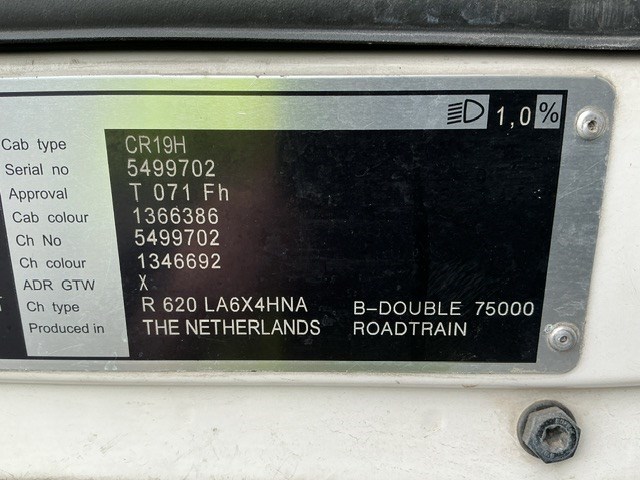 1,0%
Cab type CR19H
Serial no 5499702
Approval T 071 Fh
Cab colour 1366386
Ch No 5499702
Ch colour 1346692
ADR GTW X
Ch type R 620 LA6X4HNA B-DOUBLE 75000
Produced in THE NETHERLANDS ROADTRAIN